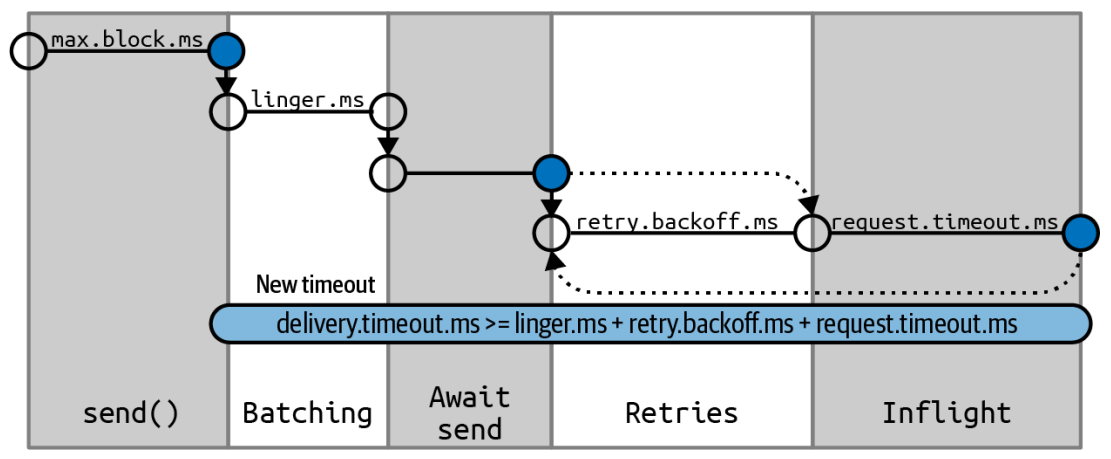 max.block.ms
linger.ms
retry.backoff.ms
request.timeout.ms
New timeout
delivery.timeout.ms >= linger.ms + retry.backoff.ms + request.timeout.ms
send()
Batching
Await
send
Retries
Inflight